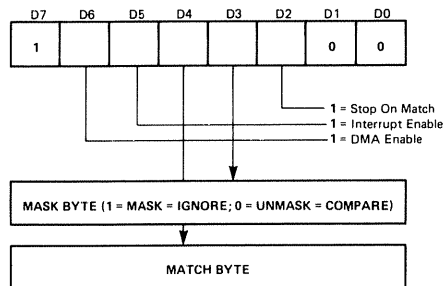 D7 D6 D5 D4 D3 D2 D1 D0
1 0 0
1 = Stop On Match
1 = Interrupt Enable
1 = DMA Enable
MASK BYTE (1 = MASK = IGNORE; 0 = UNMASK = COMPARE)
MATCH BYTE